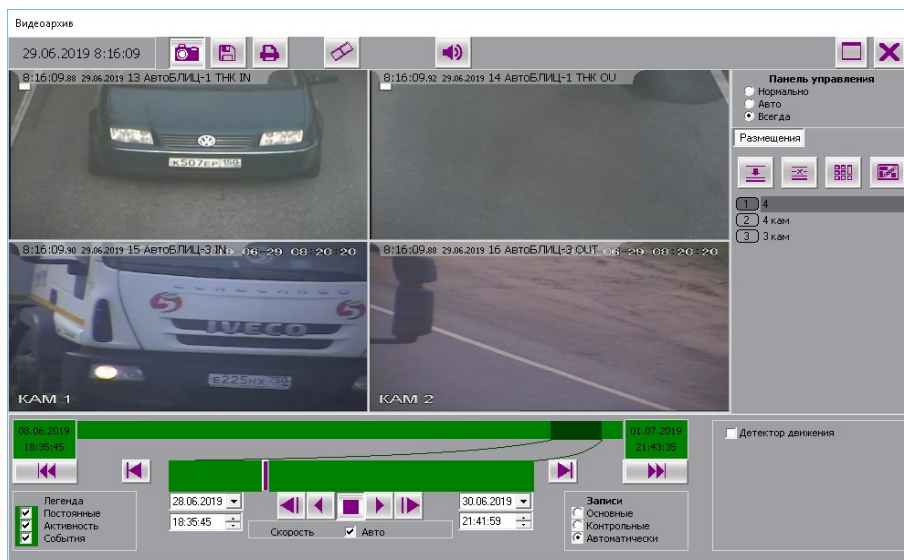 Видеоархив
29.06.2019 8:16:09
8:16:09.88 29.06.2019 13 АвтоБЛИЦ-1 ТНК IN
К507ЕР 150
8:16:09.92 29.06.2019 14 АвтоБЛИЦ-1 ТНК OU
8:16:09.90 29.06.2019 15 АвтоБЛИЦ-3 IN 06-29 08:20:20
EUROCARGO
5
5
IVECO
Е225НХ 750
КАМ 1
8:16:09.88 29.06.2019 16 АвтоБЛИЦ-3 OUT 06-29 08:20:20
КАМ 2
Панель управления
Нормально
Авто
Всегда
Размещения
1 4
2 4 кам
3 3 кам
08.06.2019
18:35:45
01.07.2019
21:43:35
Легенда
Постоянные
Активность
События
28.06.2019
18:35:45
Скорость Авто
30.06.2019
21:41:59
Записи
Основные
Контрольные
Автоматически
Детектор движения